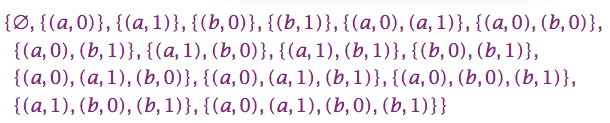 {∅, {(a, 0)}, {(a, 1)}, {(b, 0)}, {(b, 1)}, {(a, 0), (a, 1)}, {(a, 0), (b, 0)},
{(a, 0), (b, 1)}, {(a, 1), (b, 0)}, {(a, 1), (b, 1)}, {(b, 0), (b, 1)},
{(a, 0), (a, 1), (b, 0)}, {(a, 0), (a, 1), (b, 1)}, {(a, 0), (b, 0), (b, 1)},
{(a, 1), (b, 0), (b, 1)}, {(a, 0), (a, 1), (b, 0), (b, 1)}}